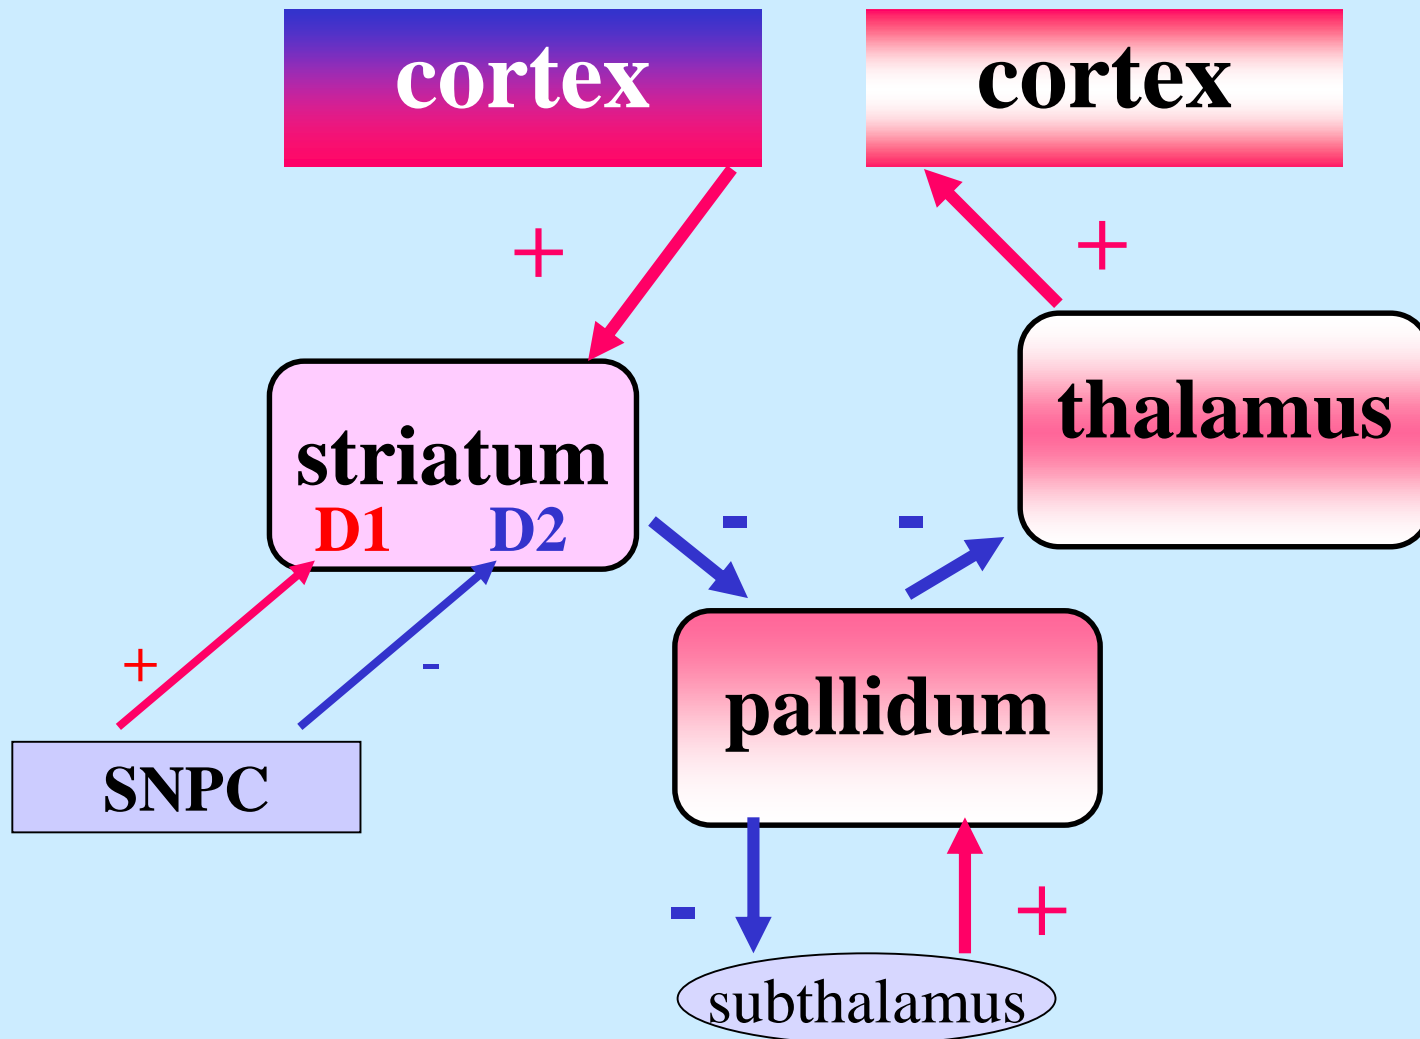 cortex
cortex
+
+
thalamus
striatum
D1 D2
-
-
+
-
pallidum
SNPC
-
+
subthalamus